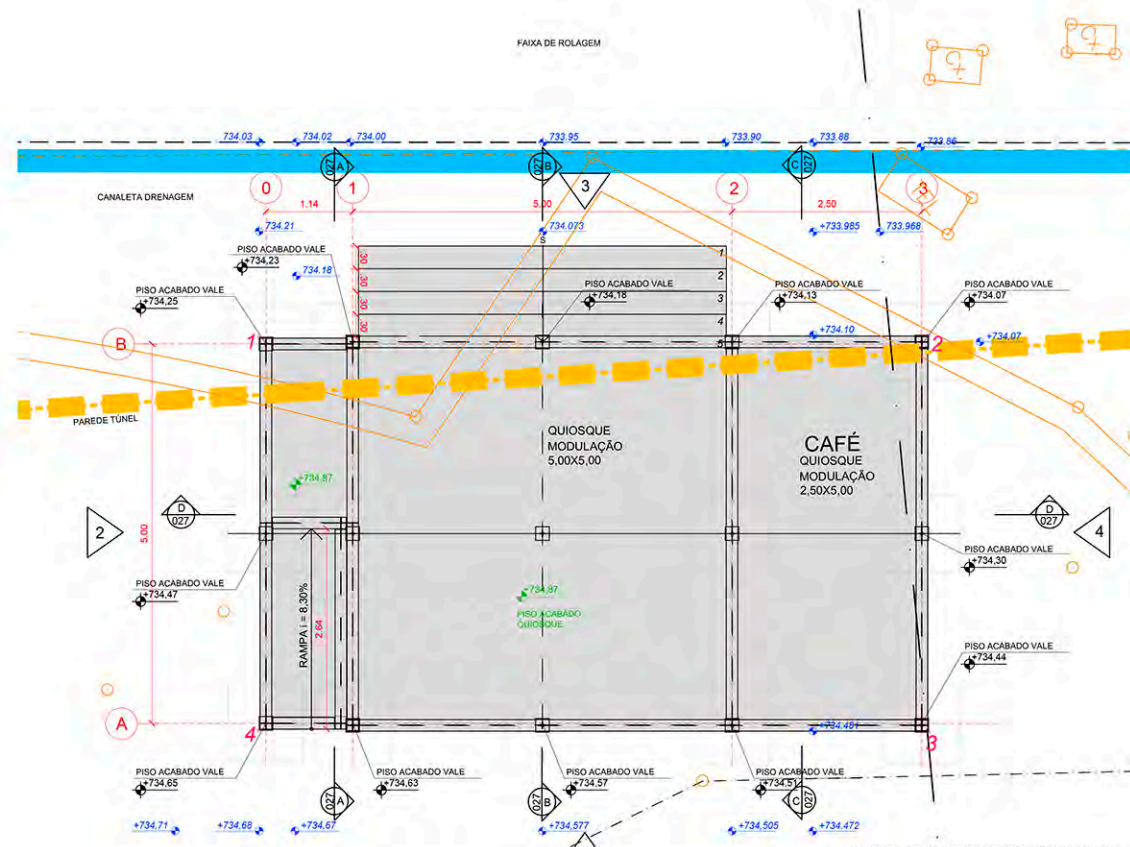 FAIXA DE ROLAGEM
734.03
734.02
734.00
733.95
733.90
733.88
733.86
027 A
027 B
C 027
3
CANALETA DRENAGEM
0
1
2
3
1.14
5.00
2.50
734.21
734.073
+733.985
733.968
S
PISO ACABADO VALE
+734,23
734.18
30
30
30
30
1
2
3
4
5
PISO ACABADO VALE
+734,25
PISO ACABADO VALE
+734,18
PISO ACABADO VALE
+734,13
PISO ACABADO VALE
+734.07
+734.10
+734.07
B
1
2
PAREDE TÚNEL
QUIOSQUE
MODULAÇÃO
5,00X5,00
CAFÉ
QUIOSQUE
MODULAÇÃO
2,50X5,00
+734.87
D
027
D
027
2
4
5.00
PISO ACABADO VALE
+734,30
PISO ACABADO VALE
+734,47
RAMPA i = 8,30%
2.64
+734,87
PISO ACABADO
QUIOSQUE
PISO ACABADO VALE
+734,44
A
4
3
+734.481
PISO ACABADO VALE
+734,65
PISO ACABADO VALE
+734,63
PISO ACABADO VALE
+734,57
PISO ACABADO VALE
+734,51
027 A
027 B
C 027
+734,71
+734,68
+734,67
+734,577
+734,505
+734,472